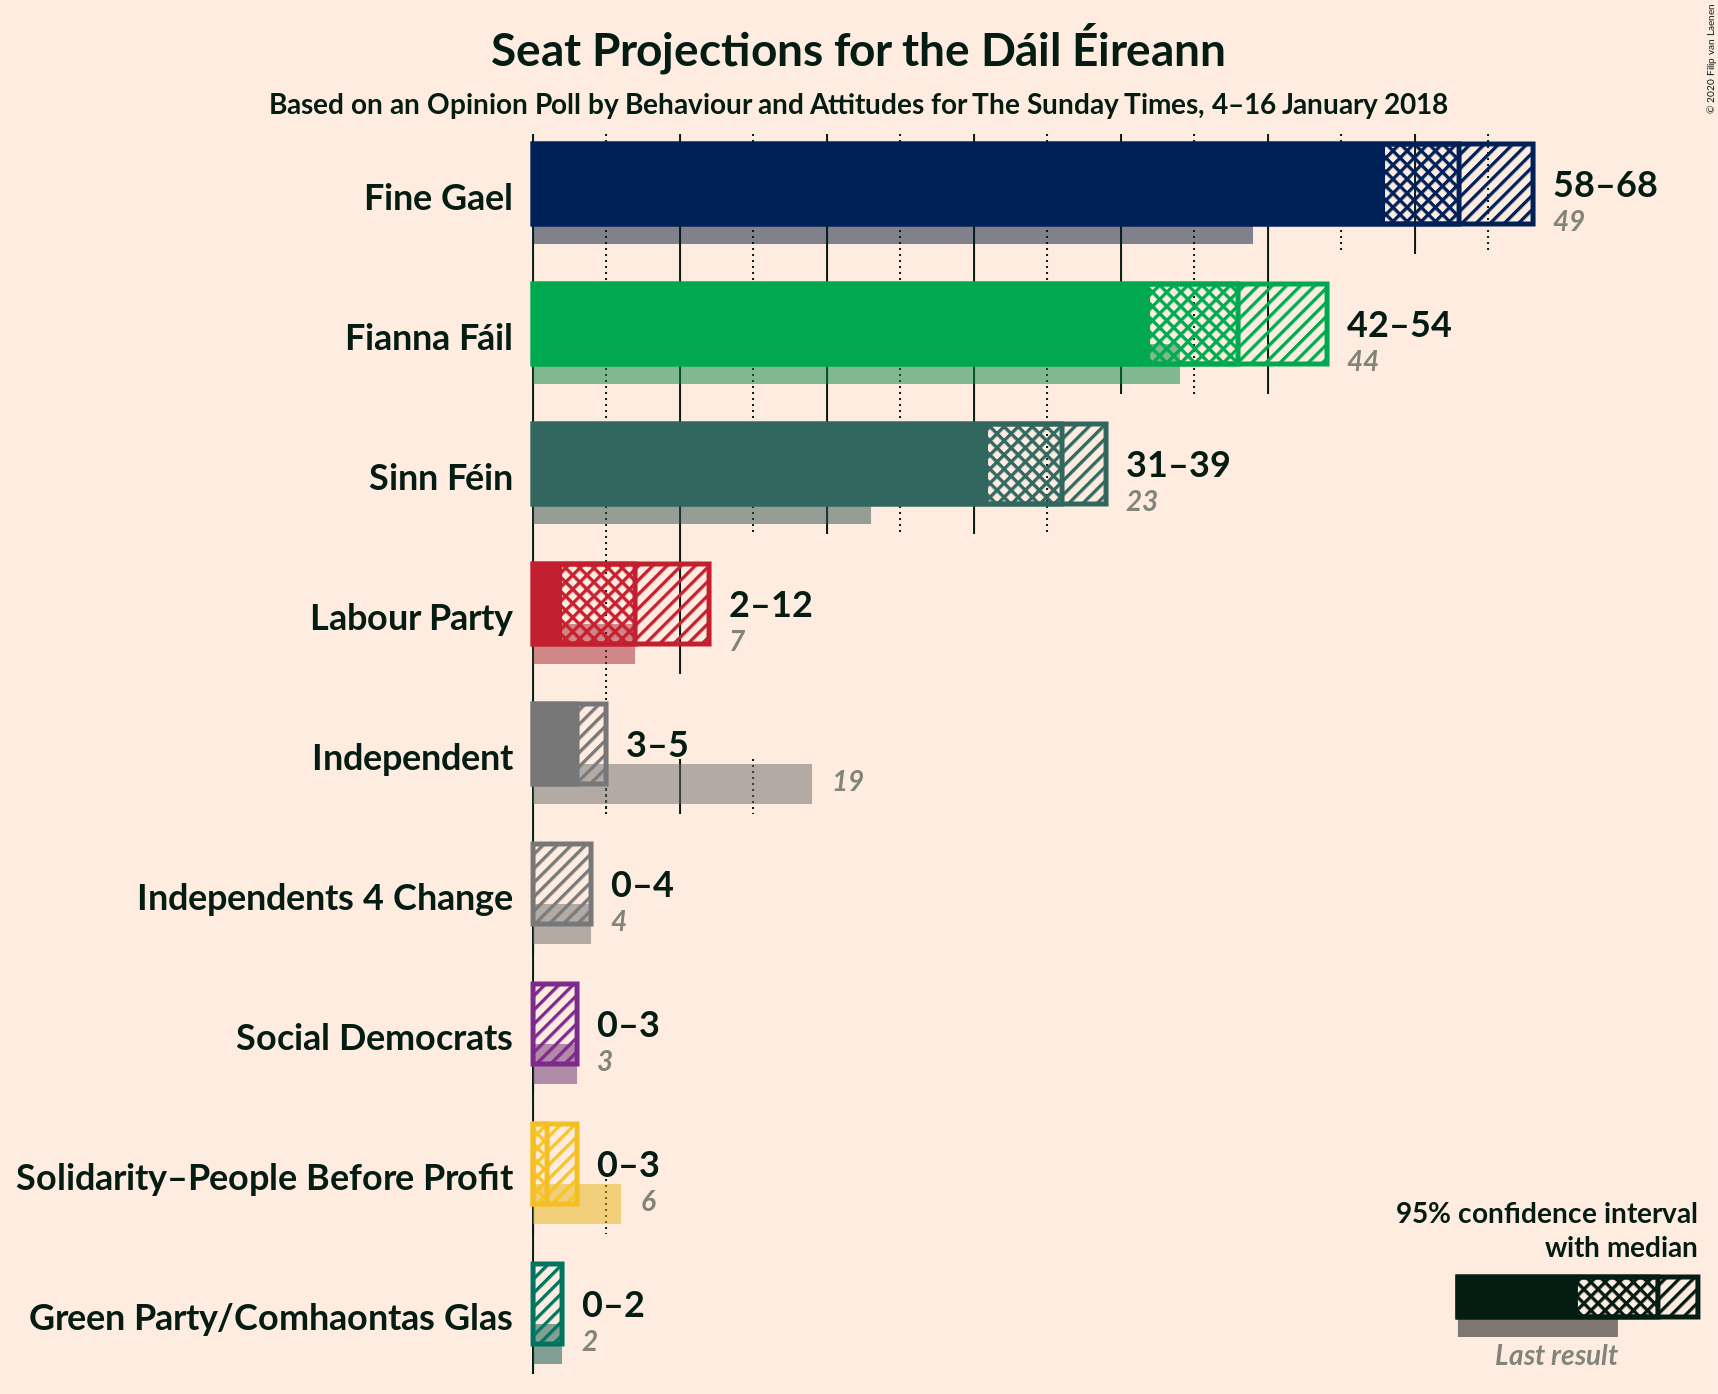 Seat Projections for the Dáil Éireann
Based on an Opinion Poll by Behaviour and Attitudes for The Sunday Times, 4–16 January 2018
© 2020 Filip van Laenen
Fine Gael
58–68
49
Fianna Fáil
42–54
44
Sinn Féin
31–39
23
Labour Party
2–12
7
Independent
3–5
19
Independents 4 Change
0–4
4
Social Democrats
0–3
3
Solidarity–People Before Profit
0–3
6
Green Party/Comhaontas Glas
0–2
2
95% confidence interval
with median
Last result